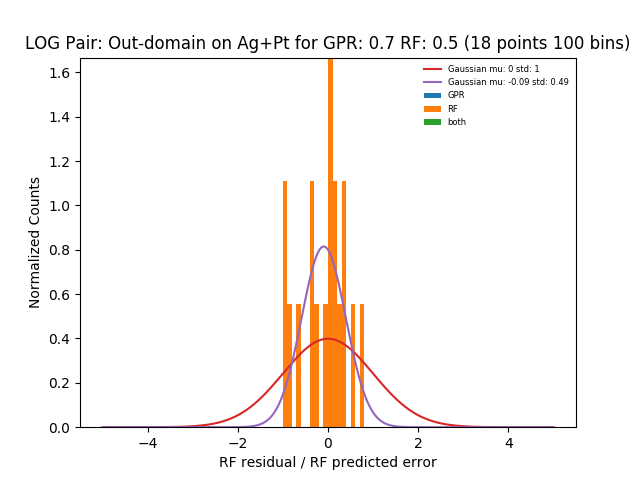 LOG Pair: Out-domain on Ag+Pt for GPR: 0.7 RF: 0.5 (18 points 100 bins)
Gaussian mu: 0 std: 1
Gaussian mu: -0.09 std: 0.49
GPR
RF
both
Normalized Counts
1.6
1.4
1.2
1.0
0.8
0.6
0.4
0.2
0.0
−4
−2
0
2
4
RF residual / RF predicted error